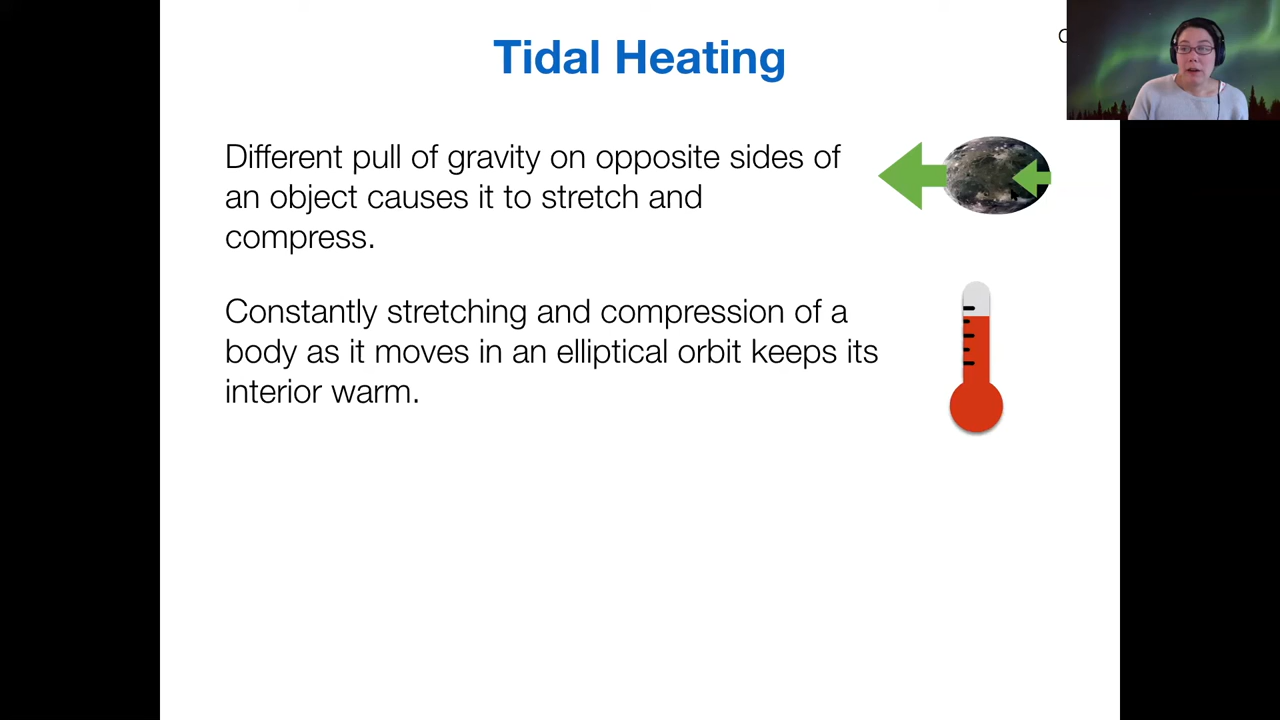 Tidal Heating
Different pull of gravity on opposite sides of
an object causes it to stretch and
compress.
Constantly stretching and compression of a
body as it moves in an elliptical orbit keeps its
interior warm.